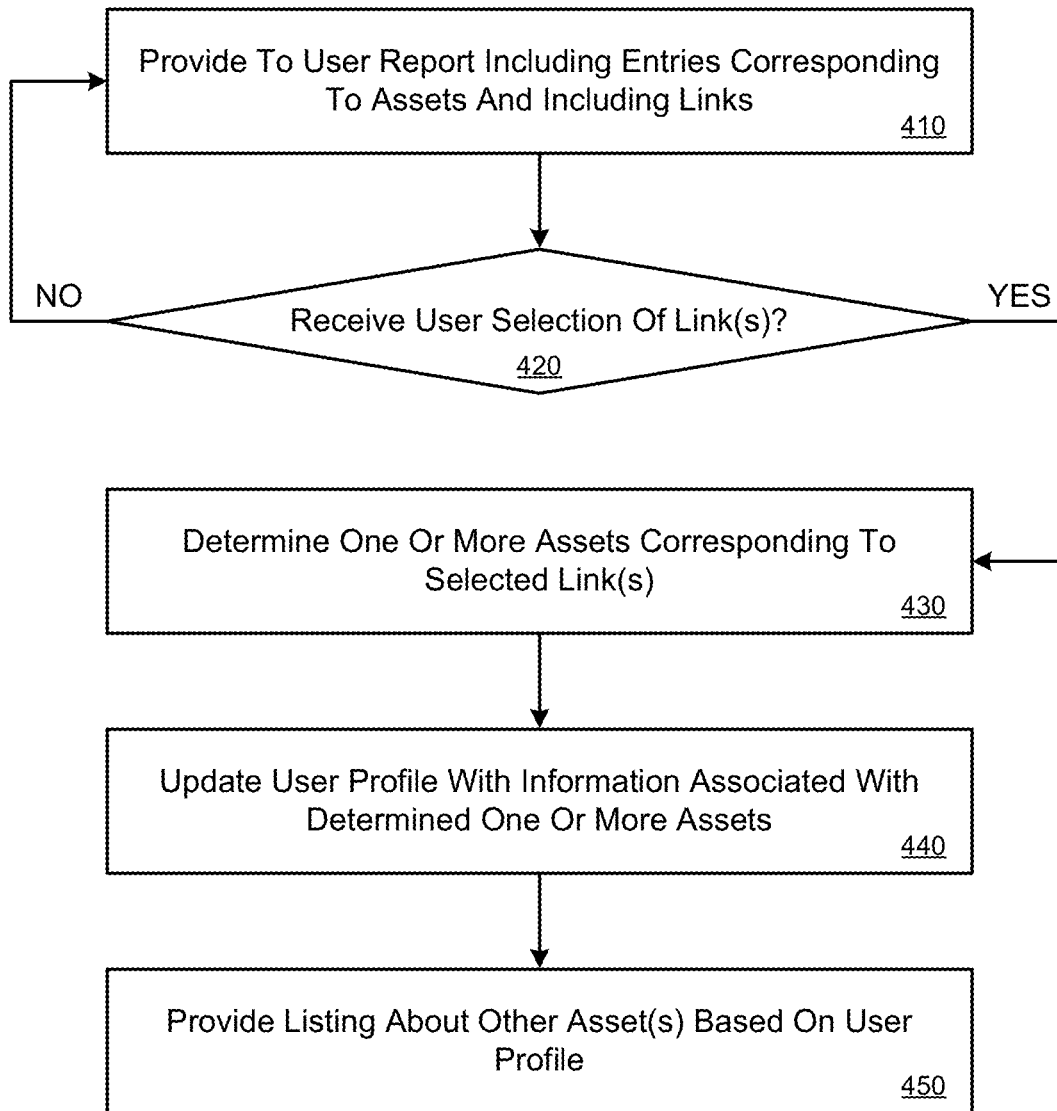 Provide To User Report Including Entries Corresponding
To Assets And Including Links
410
NO
YES
Receive User Selection Of Link(s)?
420
Determine One Or More Assets Corresponding To
Selected Link(s)
430
Update User Profile With Information Associated With
Determined One Or More Assets
440
Provide Listing About Other Asset(s) Based On User
Profile
450